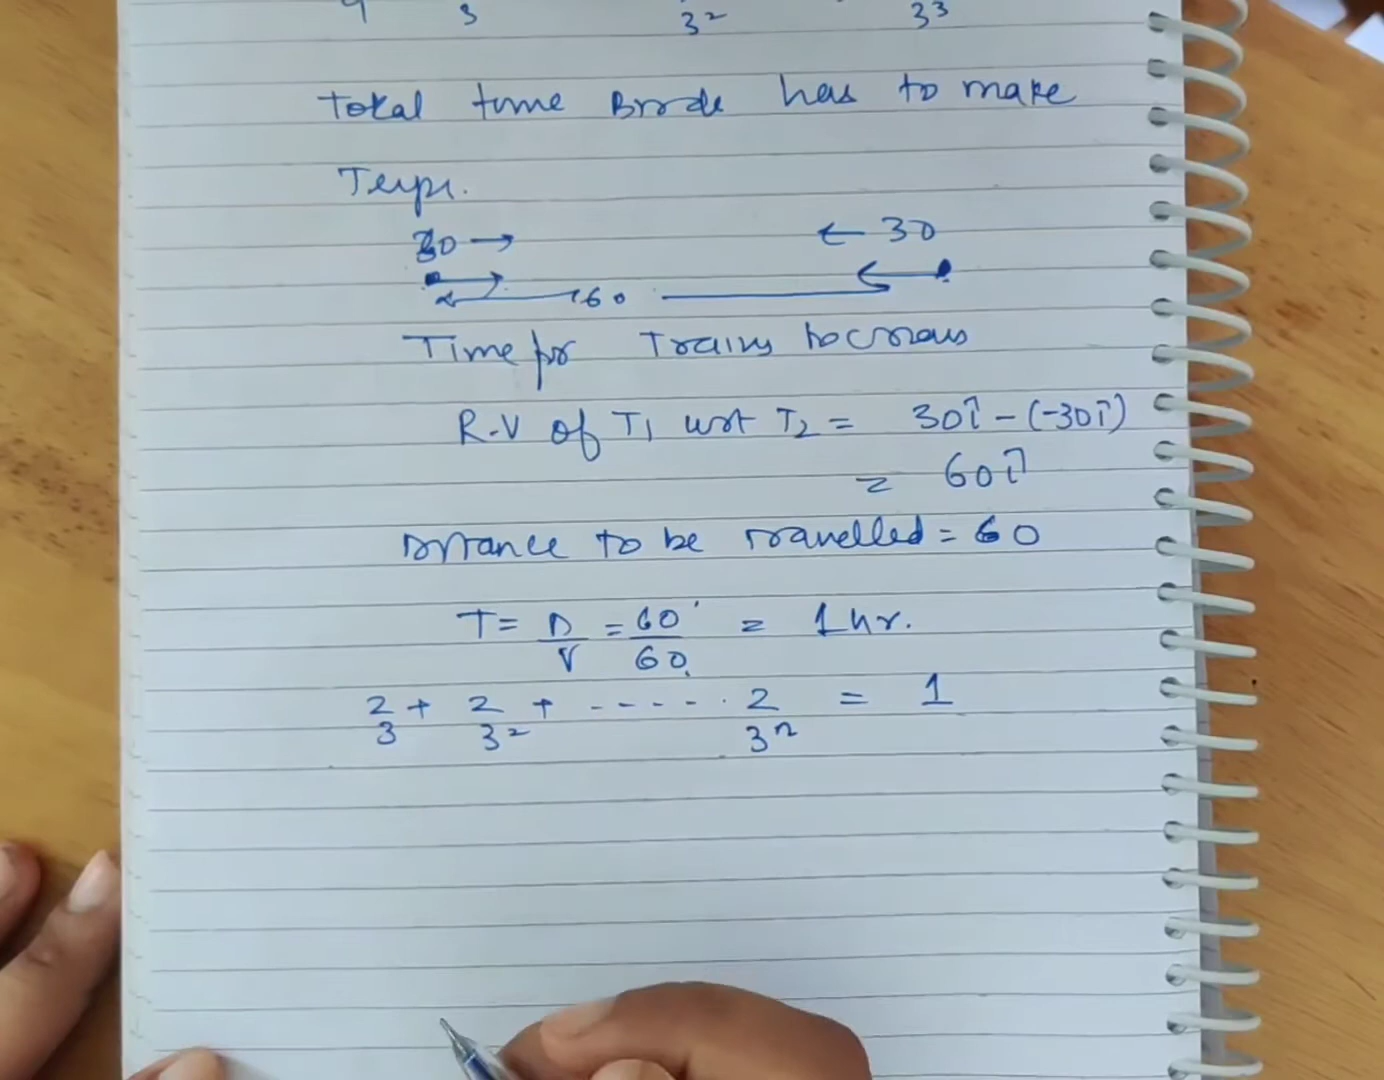 3 3² 3³
Total time Birde has to make
Trips.
30 → ← 30
60
Time for Trains to cross
R.V of T₁ wrt T₂ = 30î - (-30î)
= 60î
Distance to be travelled = 60
T = D/V = 60/60 = 1 hr.
2/3 + 2/3² + ----- 2/3ⁿ = 1